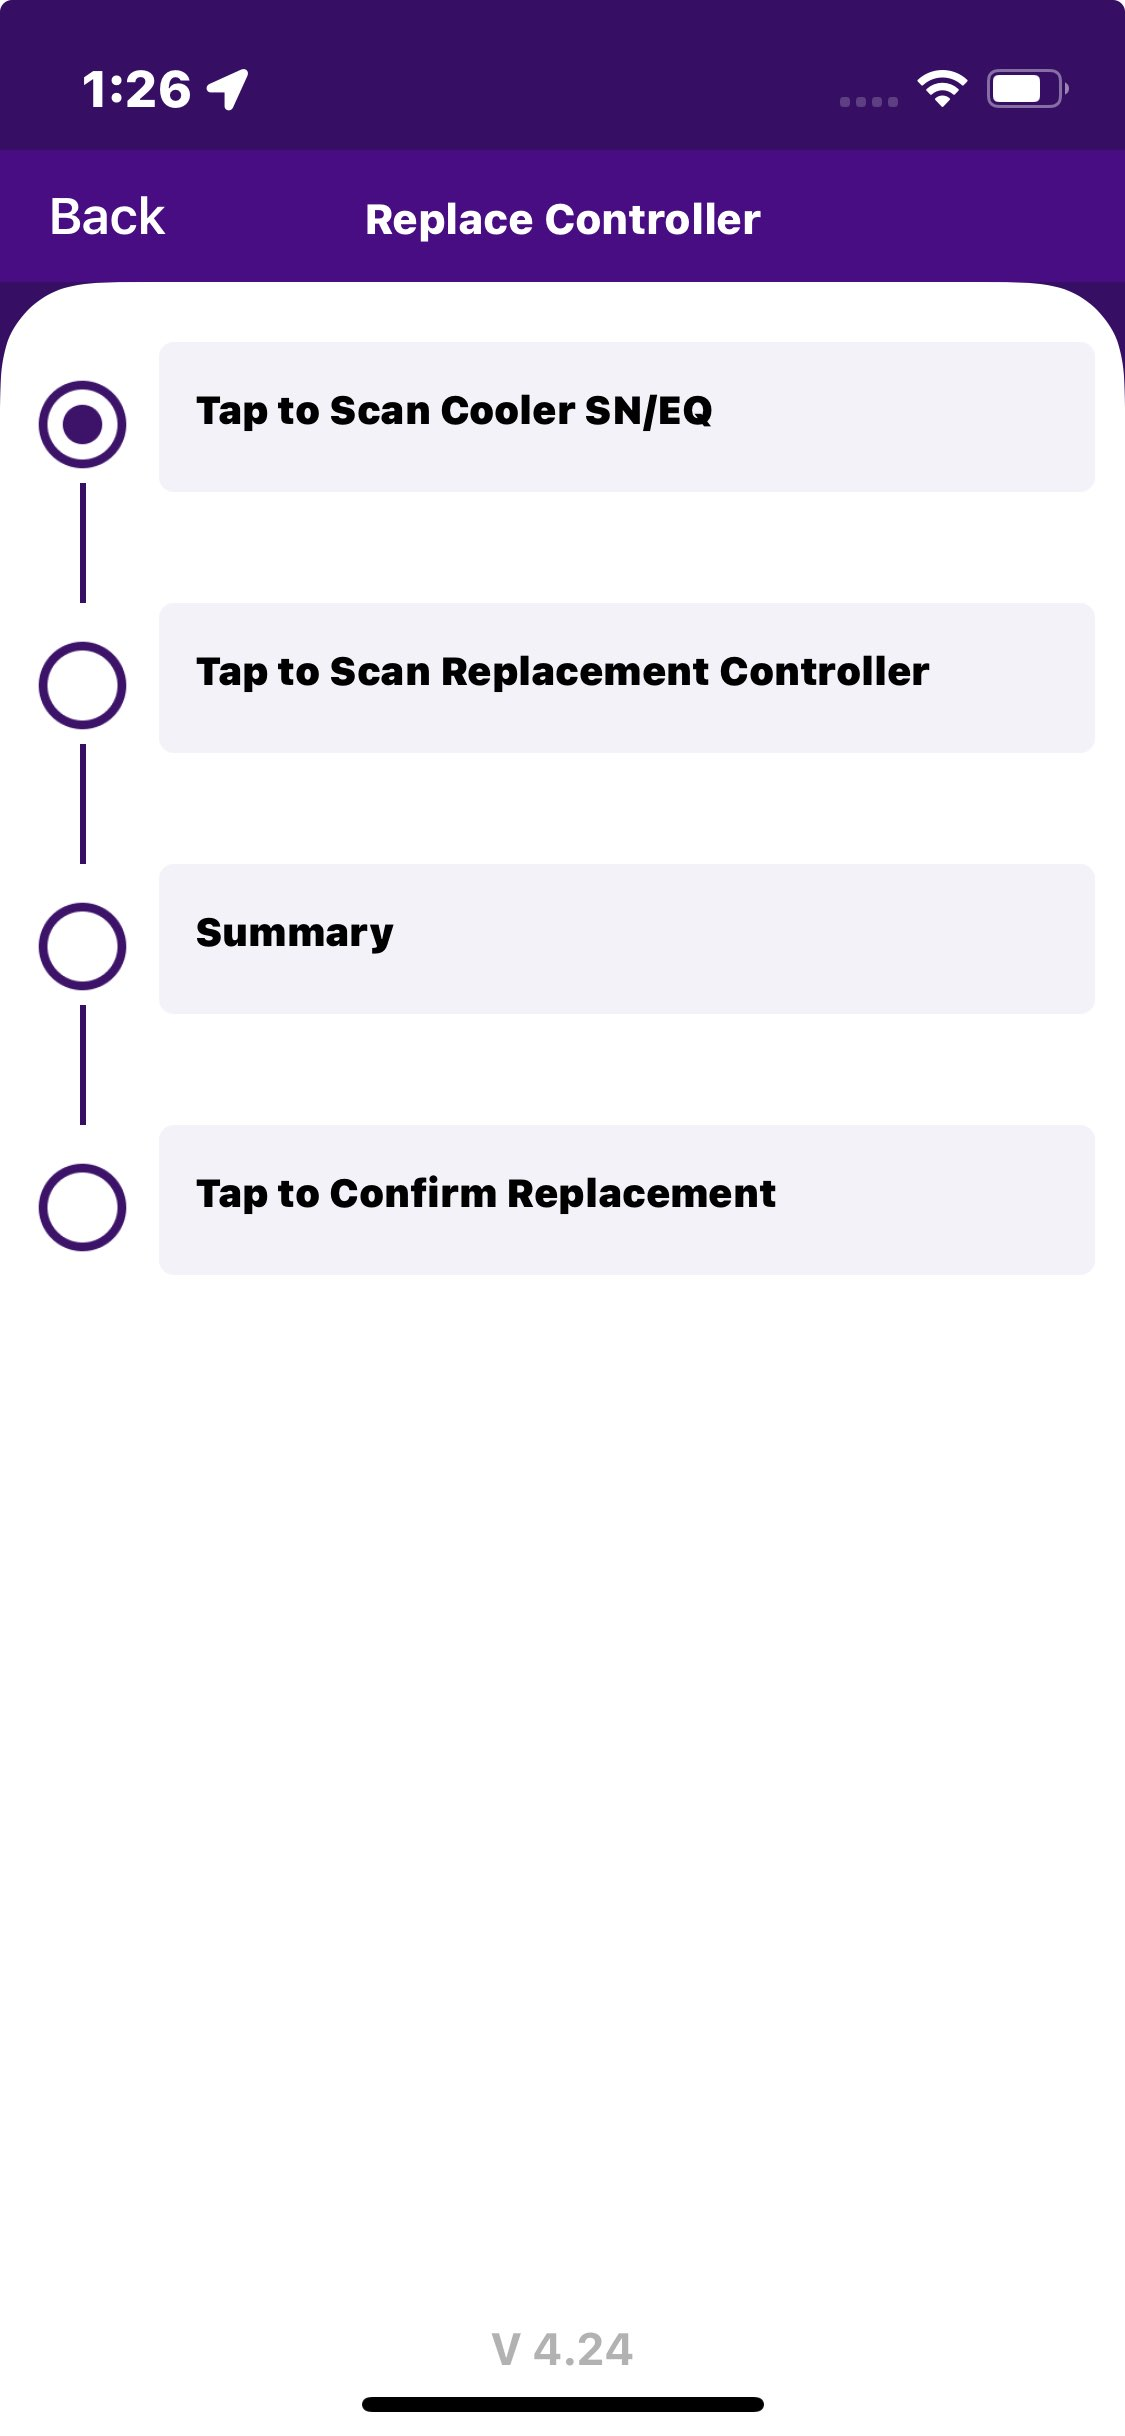 1:26
Back
Replace Controller
Tap to Scan Cooler SN/EQ
Tap to Scan Replacement Controller
Summary
Tap to Confirm Replacement
V 4.24